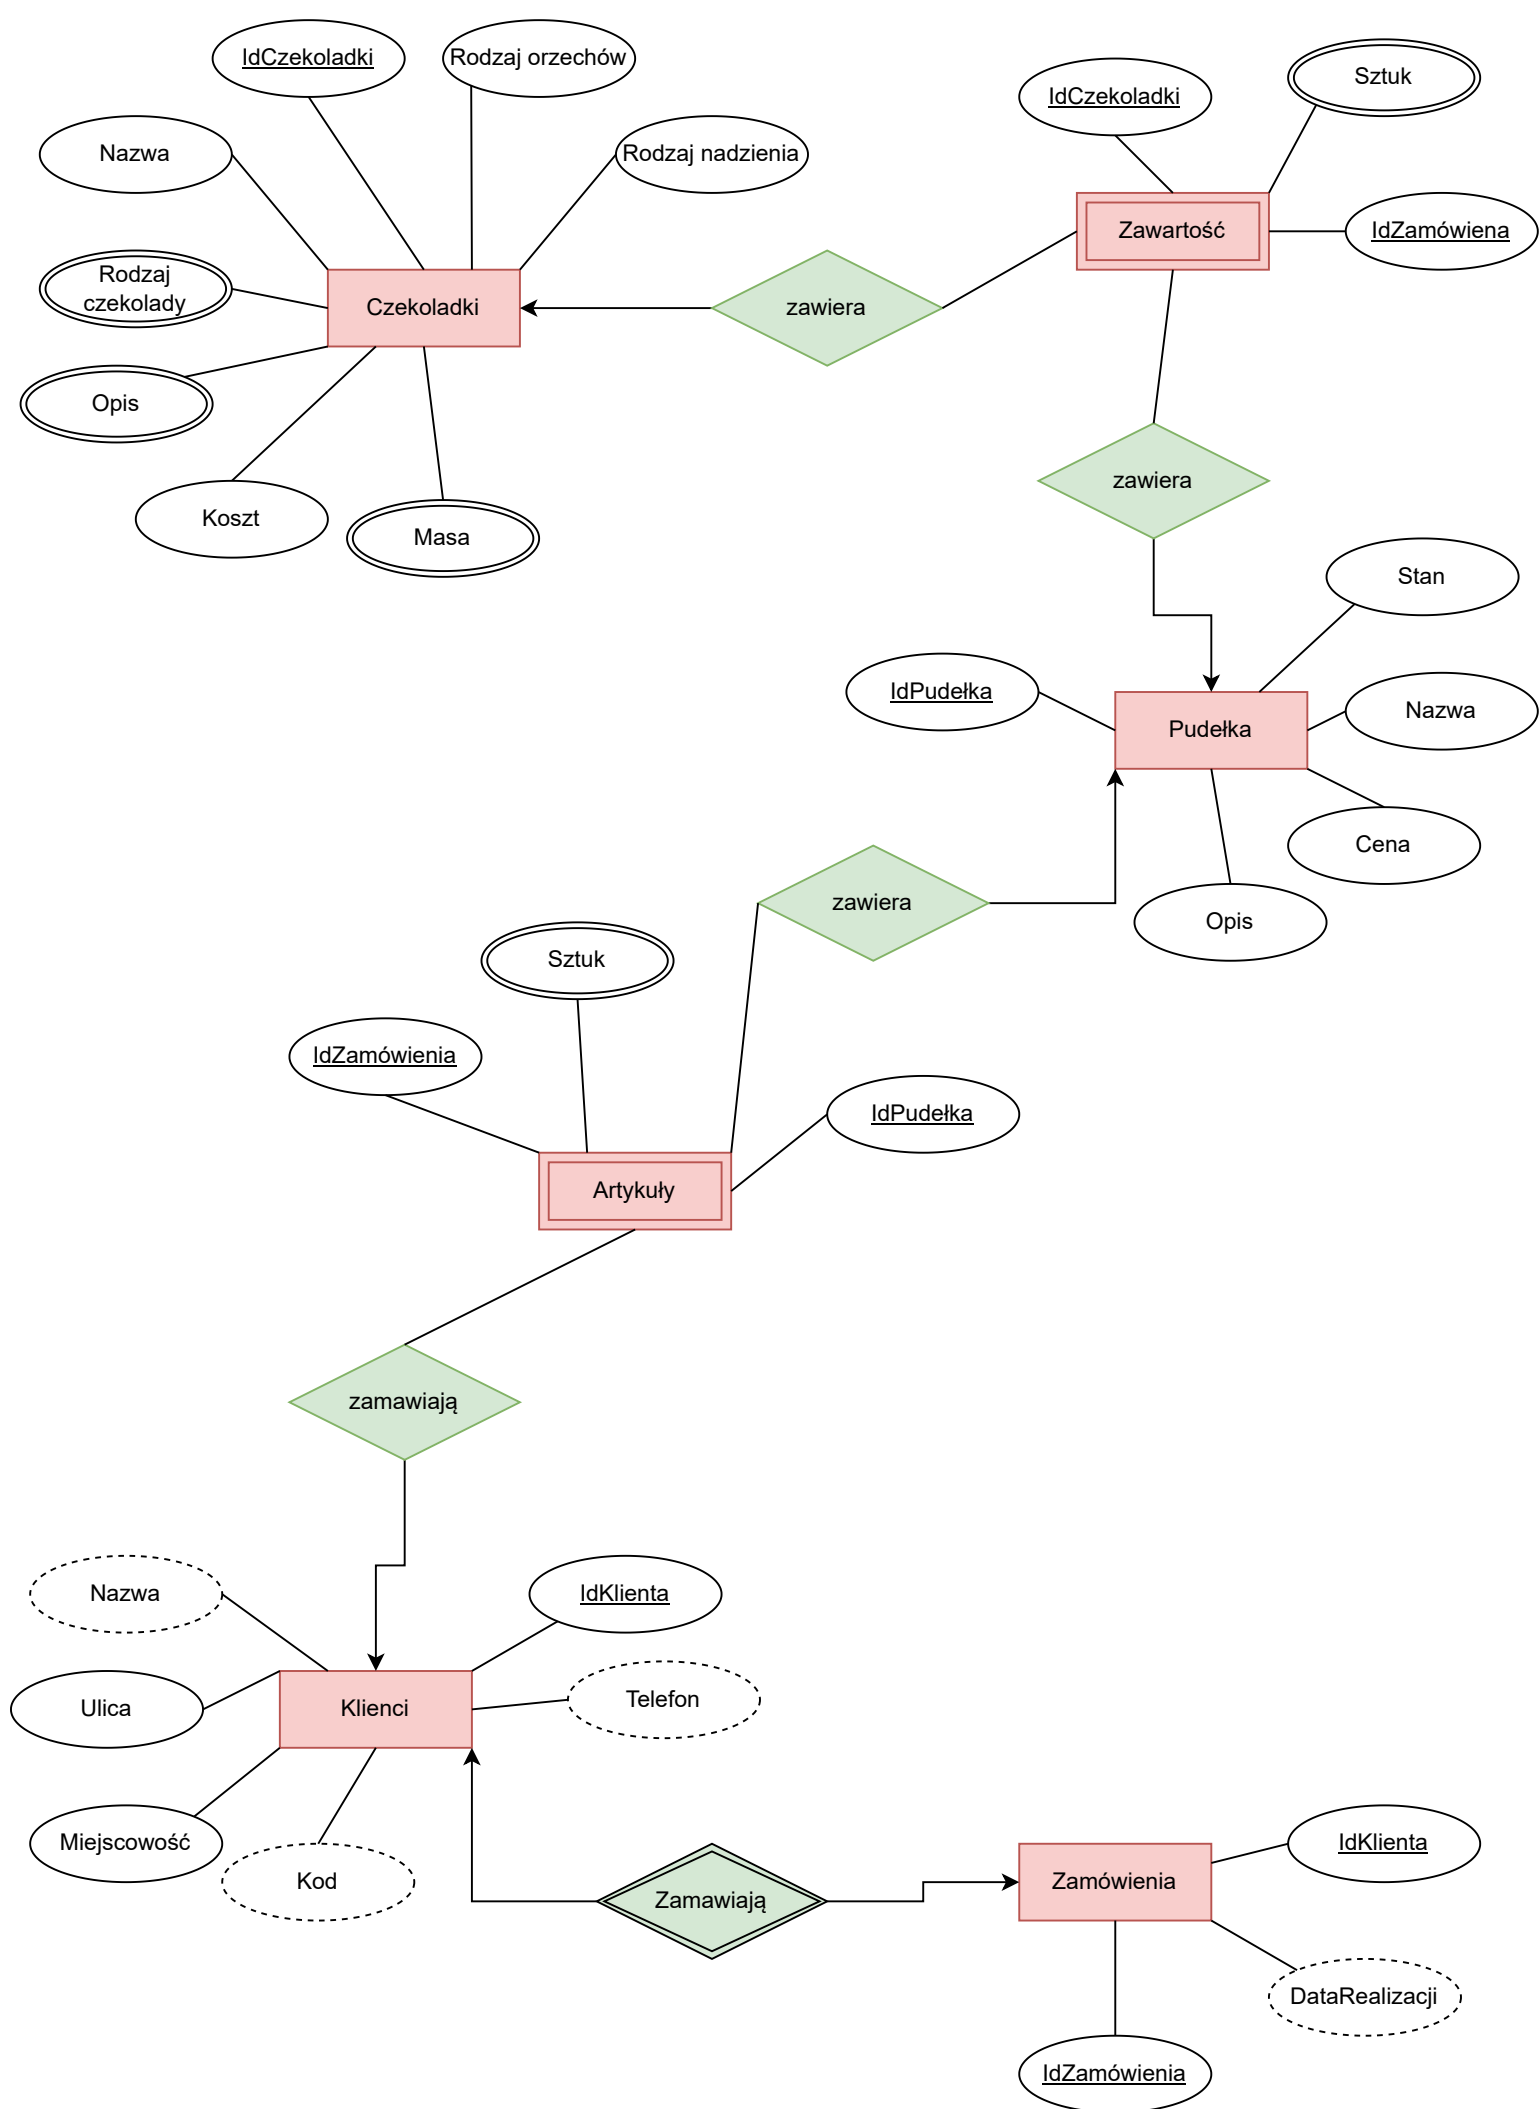 IdCzekoladki
Rodzaj orzechów
Nazwa
Rodzaj nadzienia
Rodzaj
czekolady
Czekoladki
Opis
Koszt
Masa
zawiera
IdCzekoladki
Sztuk
Zawartość
IdZamówiena
zawiera
Stan
IdPudełka
Pudełka
Nazwa
Cena
Opis
zawiera
Sztuk
IdZamówienia
IdPudełka
Artykuły
zamawiają
Nazwa
IdKlienta
Ulica
Klienci
Telefon
Miejscowość
Kod
Zamawiają
Zamówienia
IdKlienta
DataRealizacji
IdZamówienia